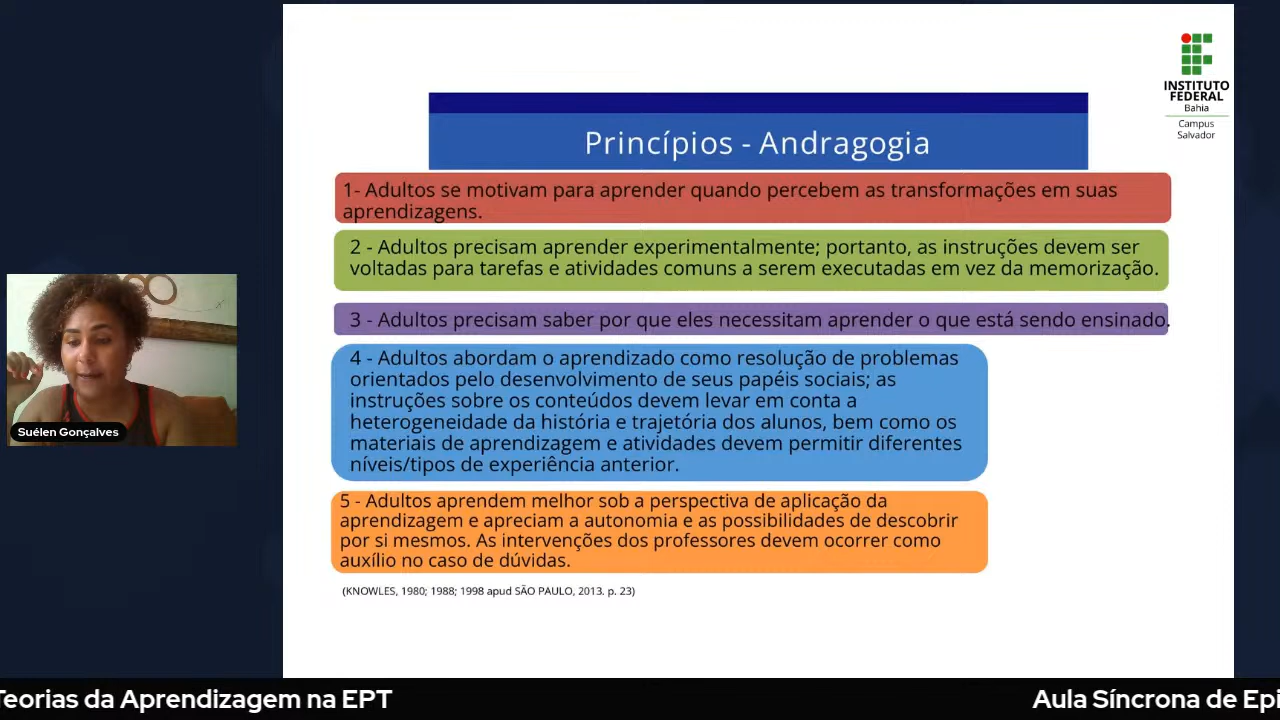 INSTITUTO
FEDERAL
Bahia
Campus
Salvador
Princípios - Andragogia
1- Adultos se motivam para aprender quando percebem as transformações em suas
aprendizagens.
2 - Adultos precisam aprender experimentalmente; portanto, as instruções devem ser
voltadas para tarefas e atividades comuns a serem executadas em vez da memorização.
3 - Adultos precisam saber por que eles necessitam aprender o que está sendo ensinado.
4 - Adultos abordam o aprendizado como resolução de problemas
orientados pelo desenvolvimento de seus papéis sociais; as
instruções sobre os conteúdos devem levar em conta a
heterogeneidade da história e trajetória dos alunos, bem como os
materiais de aprendizagem e atividades devem permitir diferentes
níveis/tipos de experiência anterior.
5 - Adultos aprendem melhor sob a perspectiva de aplicação da
aprendizagem e apreciam a autonomia e as possibilidades de descobrir
por si mesmos. As intervenções dos professores devem ocorrer como
auxílio no caso de dúvidas.
(KNOWLES, 1980; 1988; 1998 apud SÃO PAULO, 2013. p. 23)
Suélen Gonçalves
Teorias da Aprendizagem na EPT
Aula Síncrona de Epi